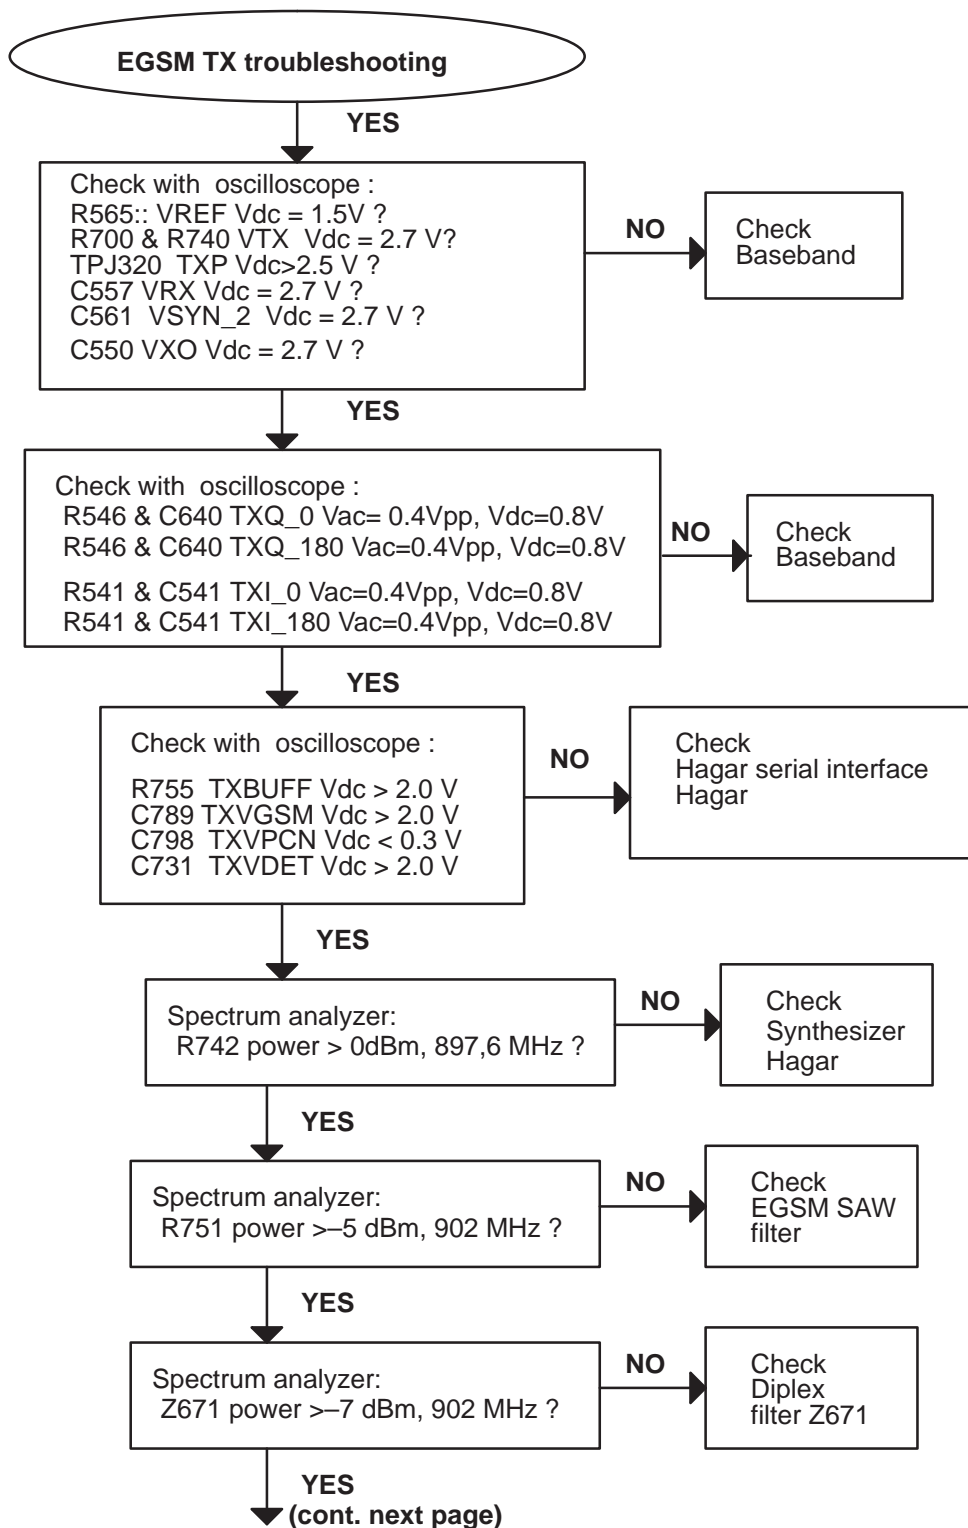 EGSM TX troubleshooting
YES
Check with oscilloscope :
R565:: VREF Vdc = 1.5V ?
R700 & R740 VTX Vdc = 2.7 V?
TPJ320 TXP Vdc>2.5 V ?
C557 VRX Vdc = 2.7 V ?
C561 VSYN_2 Vdc = 2.7 V ?
C550 VXO Vdc = 2.7 V ?
NO
Check
Baseband
YES
Check with oscilloscope :
R546 & C640 TXQ_0 Vac= 0.4Vpp, Vdc=0.8V
R546 & C640 TXQ_180 Vac=0.4Vpp, Vdc=0.8V
R541 & C541 TXI_0 Vac=0.4Vpp, Vdc=0.8V
R541 & C541 TXI_180 Vac=0.4Vpp, Vdc=0.8V
NO
Check
Baseband
YES
Check with oscilloscope :
R755 TXBUFF Vdc > 2.0 V
C789 TXVGSM Vdc > 2.0 V
C798 TXVPCN Vdc < 0.3 V
C731 TXVDET Vdc > 2.0 V
NO
Check
Hagar serial interface
Hagar
YES
Spectrum analyzer:
R742 power > 0dBm, 897,6 MHz ?
NO
Check
Synthesizer
Hagar
YES
Spectrum analyzer:
R751 power >–5 dBm, 902 MHz ?
NO
Check
EGSM SAW
filter
YES
Spectrum analyzer:
Z671 power >–7 dBm, 902 MHz ?
NO
Check
Diplex
filter Z671
YES
(cont. next page)